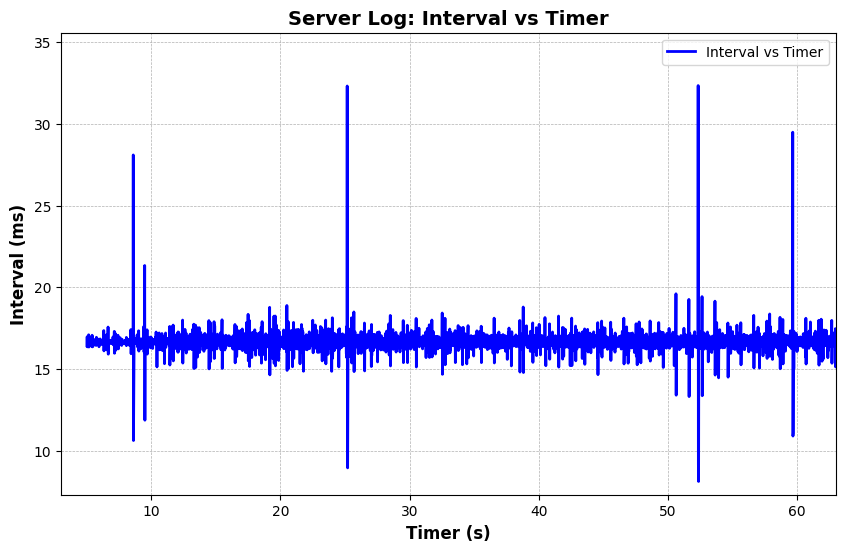 Server Log: Interval vs Timer
Interval vs Timer
Interval (ms)
35
30
25
20
15
10
10 20 30 40 50 60
Timer (s)